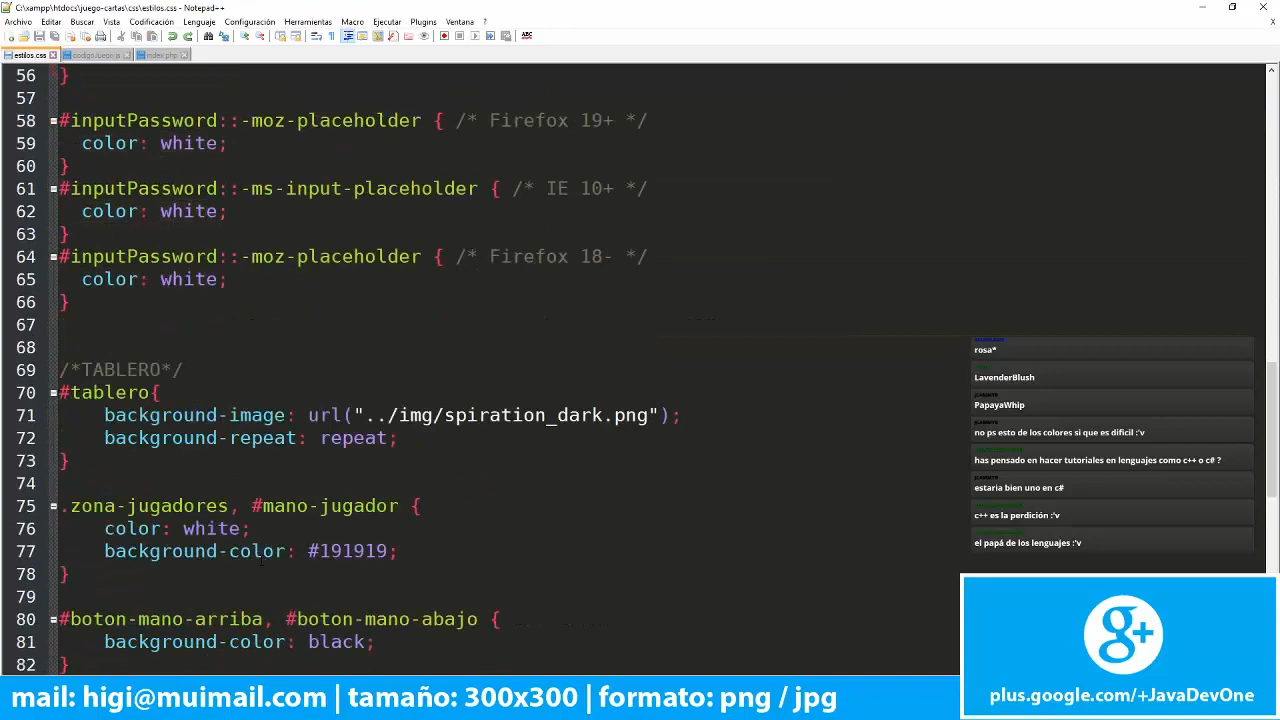 C:\xampp\htdocs\juego-cartas\css\estilos.css - Notepad++
Archivo Editar Buscar Vista Codificación Lenguaje Configuración Herramientas Macro Ejecutar Plugins Ventana ?
estilos.css codigoJuego.js index.php
56 }
57
58 #inputPassword::-moz-placeholder { /* Firefox 19+ */
59 color: white;
60 }
61 #inputPassword::-ms-input-placeholder { /* IE 10+ */
62 color: white;
63 }
64 #inputPassword::-moz-placeholder { /* Firefox 18- */
65 color: white;
66 }
67
68
69 /*TABLERO*/
70 #tablero{
71 background-image: url("../img/spiration_dark.png");
72 background-repeat: repeat;
73 }
74
75 .zona-jugadores, #mano-jugador {
76 color: white;
77 background-color: #191919;
78 }
79
80 #boton-mano-arriba, #boton-mano-abajo {
81 background-color: black;
82 }
rosa*
LavenderBlush
PapayaWhip
no ps esto de los colores si que es dificil :'v
has pensado en hacer tutoriales en lenguajes como c++ o c# ?
estaria bien uno en c#
c++ es la perdición :'v
el papá de los lenguajes :'v
g+
plus.google.com/+JavaDevOne
mail: higi@muimail.com | tamaño: 300x300 | formato: png / jpg